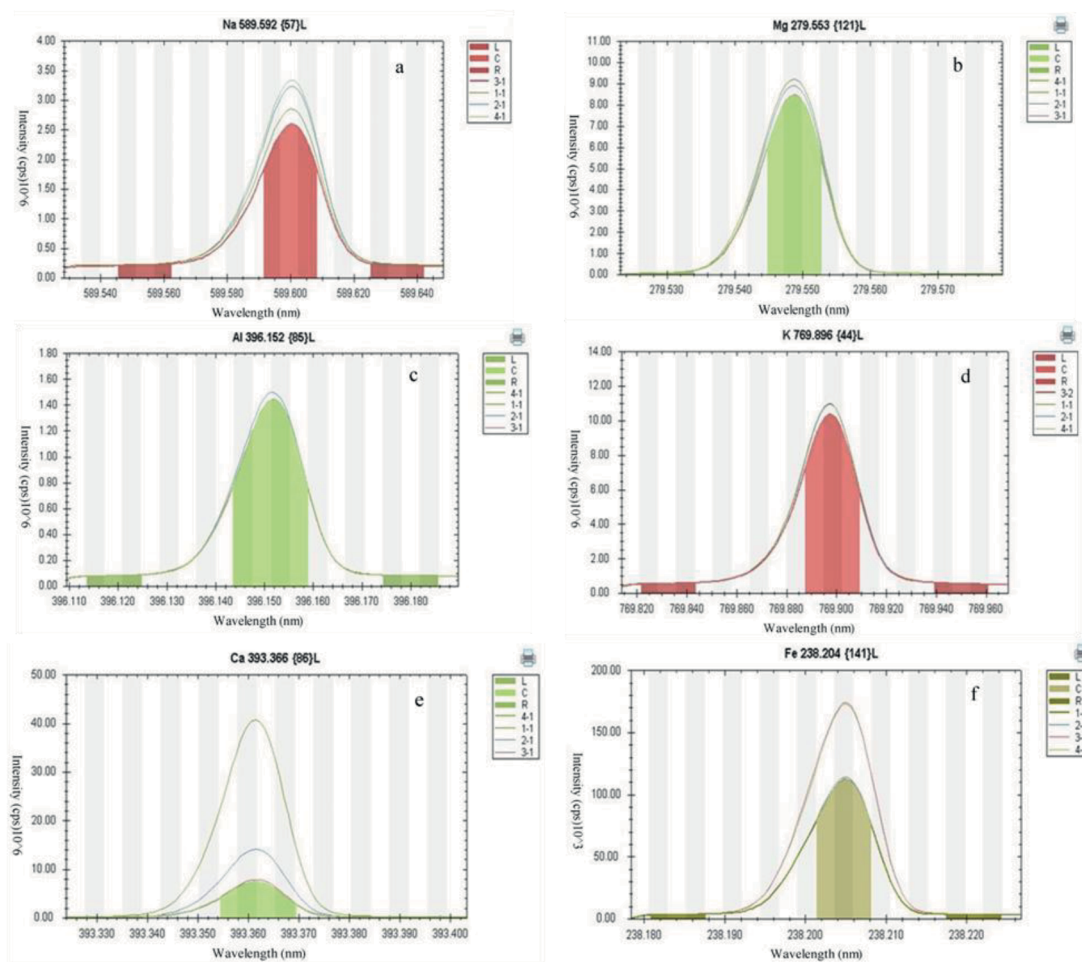 Na 589.592 {57}L
a
4.00
3.50
3.00
2.50
2.00
1.50
1.00
0.50
0.00
Intensity (cps)10^6
589.540
589.560
589.580
589.600
589.620
589.640
Wavelength (nm)
L
C
R
3-1
1-1
2-1
4-1
Mg 279.553 {121}L
b
11.00
10.00
9.00
8.00
7.00
6.00
5.00
4.00
3.00
2.00
1.00
0.00
Intensity (cps)10^6
279.530
279.540
279.550
279.560
279.570
Wavelength (nm)
L
C
R
4-1
1-1
2-1
3-1
Al 396.152 {85}L
c
1.80
1.60
1.40
1.20
1.00
0.80
0.60
0.40
0.20
0.00
Intensity (cps)10^6
396.110
396.120
396.130
396.140
396.150
396.160
396.170
396.180
Wavelength (nm)
L
C
R
4-1
1-1
2-1
3-1
K 769.896 {44}L
d
14.00
12.00
10.00
8.00
6.00
4.00
2.00
0.00
Intensity (cps)10^6
769.820
769.840
769.860
769.880
769.900
769.920
769.940
769.960
Wavelength (nm)
L
C
R
3-2
1-1
2-1
4-1
Ca 393.366 {86}L
e
50.00
40.00
30.00
20.00
10.00
0.00
Intensity (cps)10^6
393.330
393.340
393.350
393.360
393.370
393.380
393.390
393.400
Wavelength (nm)
L
C
R
4-1
1-1
2-1
3-1
Fe 238.204 {141}L
f
200.00
150.00
100.00
50.00
0.00
Intensity (cps)10^3
238.180
238.190
238.200
238.210
238.220
Wavelength (nm)
L
C
R
1-
2-
3-
4-